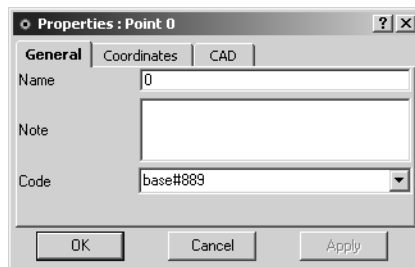 Properties : Point 0
General Coordinates CAD
Name 0
Note
Code base#889
OK Cancel Apply